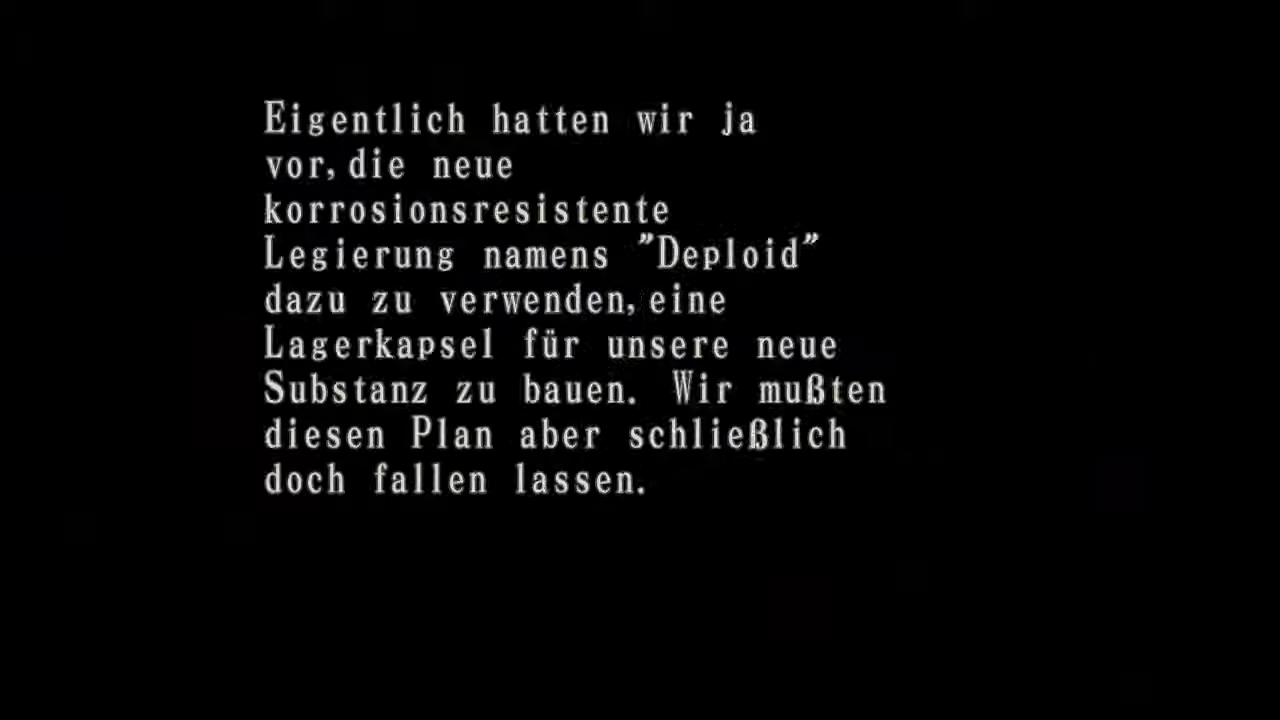 Eigentlich hatten wir ja
vor, die neue
korrosionsresistente
Legierung namens "Deploid"
dazu zu verwenden, eine
Lagerkapsel für unsere neue
Substanz zu bauen. Wir mußten
diesen Plan aber schließlich
doch fallen lassen.